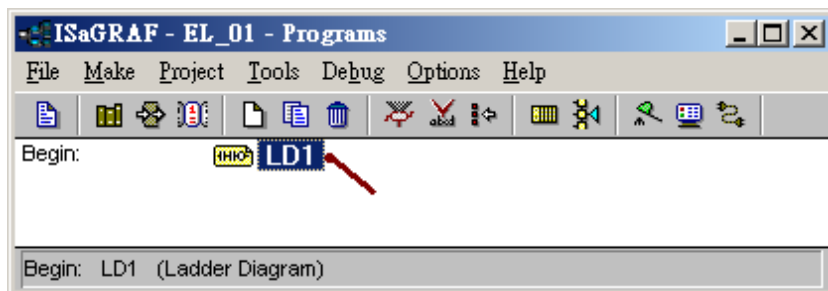 ISaGRAF - EL_01 - Programs
File Make Project Tools Debug Options Help
Begin: LD1
Begin: LD1 (Ladder Diagram)